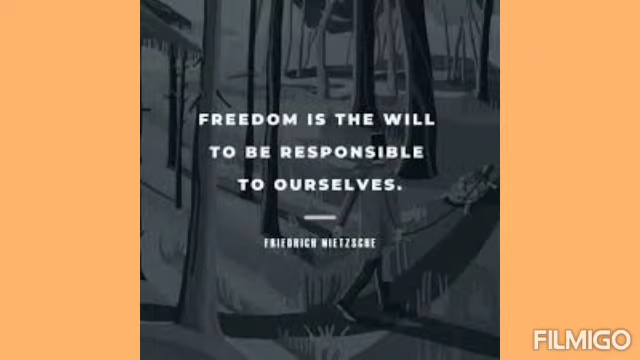 FREEDOM IS THE WILL
TO BE RESPONSIBLE
TO OURSELVES.
FRIEDRICH NIETZSCHE
FILMIGO